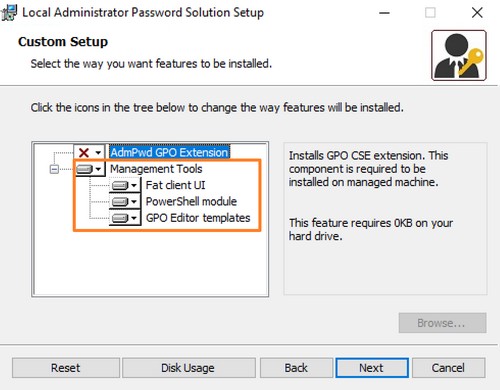 Local Administrator Password Solution Setup
Custom Setup
Select the way you want features to be installed.
Click the icons in the tree below to change the way features will be installed.
AdmPwd GPO Extension
Management Tools
Fat client UI
PowerShell module
GPO Editor templates
Installs GPO CSE extension. This
component is required to be
installed on managed machine.
This feature requires 0KB on your
hard drive.
Browse...
Reset
Disk Usage
Back
Next
Cancel